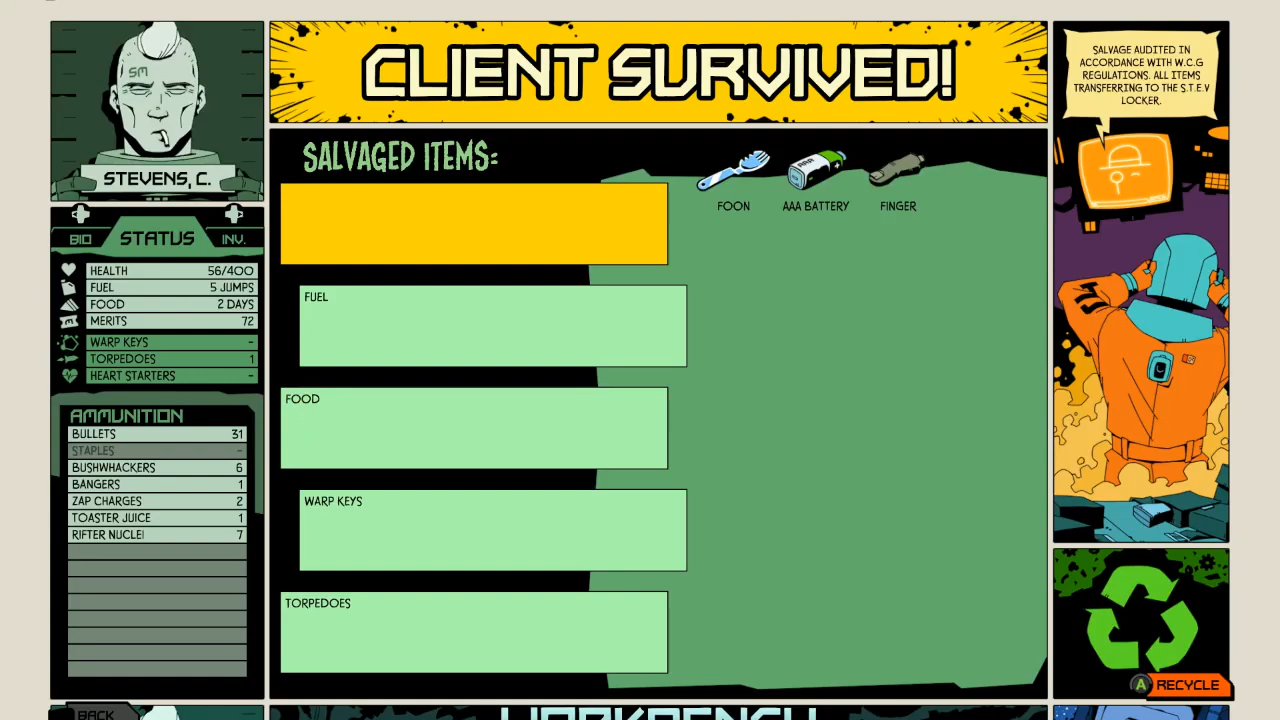 SM
STEVENS, C.
BIO STATUS INV.
HEALTH 56/400
FUEL 5 JUMPS
FOOD 2 DAYS
MERITS 72
WARP KEYS -
TORPEDOES 1
HEART STARTERS -
AMMUNITION
BULLETS 31
STAPLES -
BUSHWHACKERS 6
BANGERS 1
ZAP CHARGES 2
TOASTER JUICE 1
RIFTER NUCLEI 7
BACK
CLIENT SURVIVED!
SALVAGED ITEMS:
AAA
FOON
AAA BATTERY
FINGER
FUEL
FOOD
WARP KEYS
TORPEDOES
SALVAGE AUDITED IN
ACCORDANCE WITH W.C.G
REGULATIONS. ALL ITEMS
TRANSFERRING TO THE S.T.E.V
LOCKER.
A RECYCLE